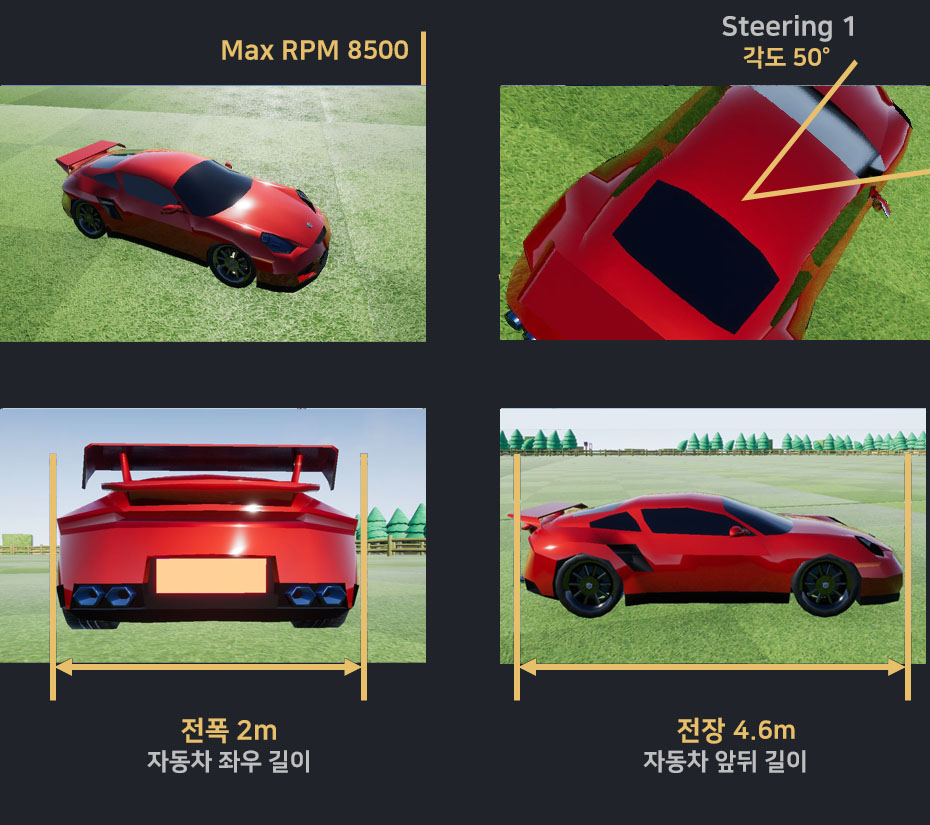 Max RPM 8500
Steering 1
각도 50°
전폭 2m
자동차 좌우 길이
전장 4.6m
자동차 앞뒤 길이